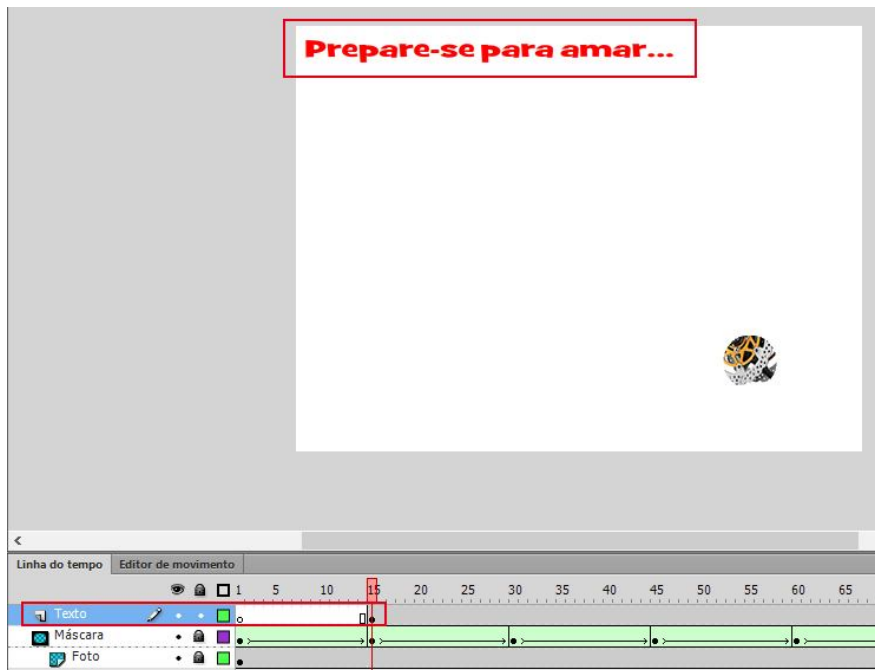 Prepare-se para amar...
Linha do tempo Editor de movimento
1 5 10 15 20 25 30 35 40 45 50 55 60 65
Texto
Máscara
Foto